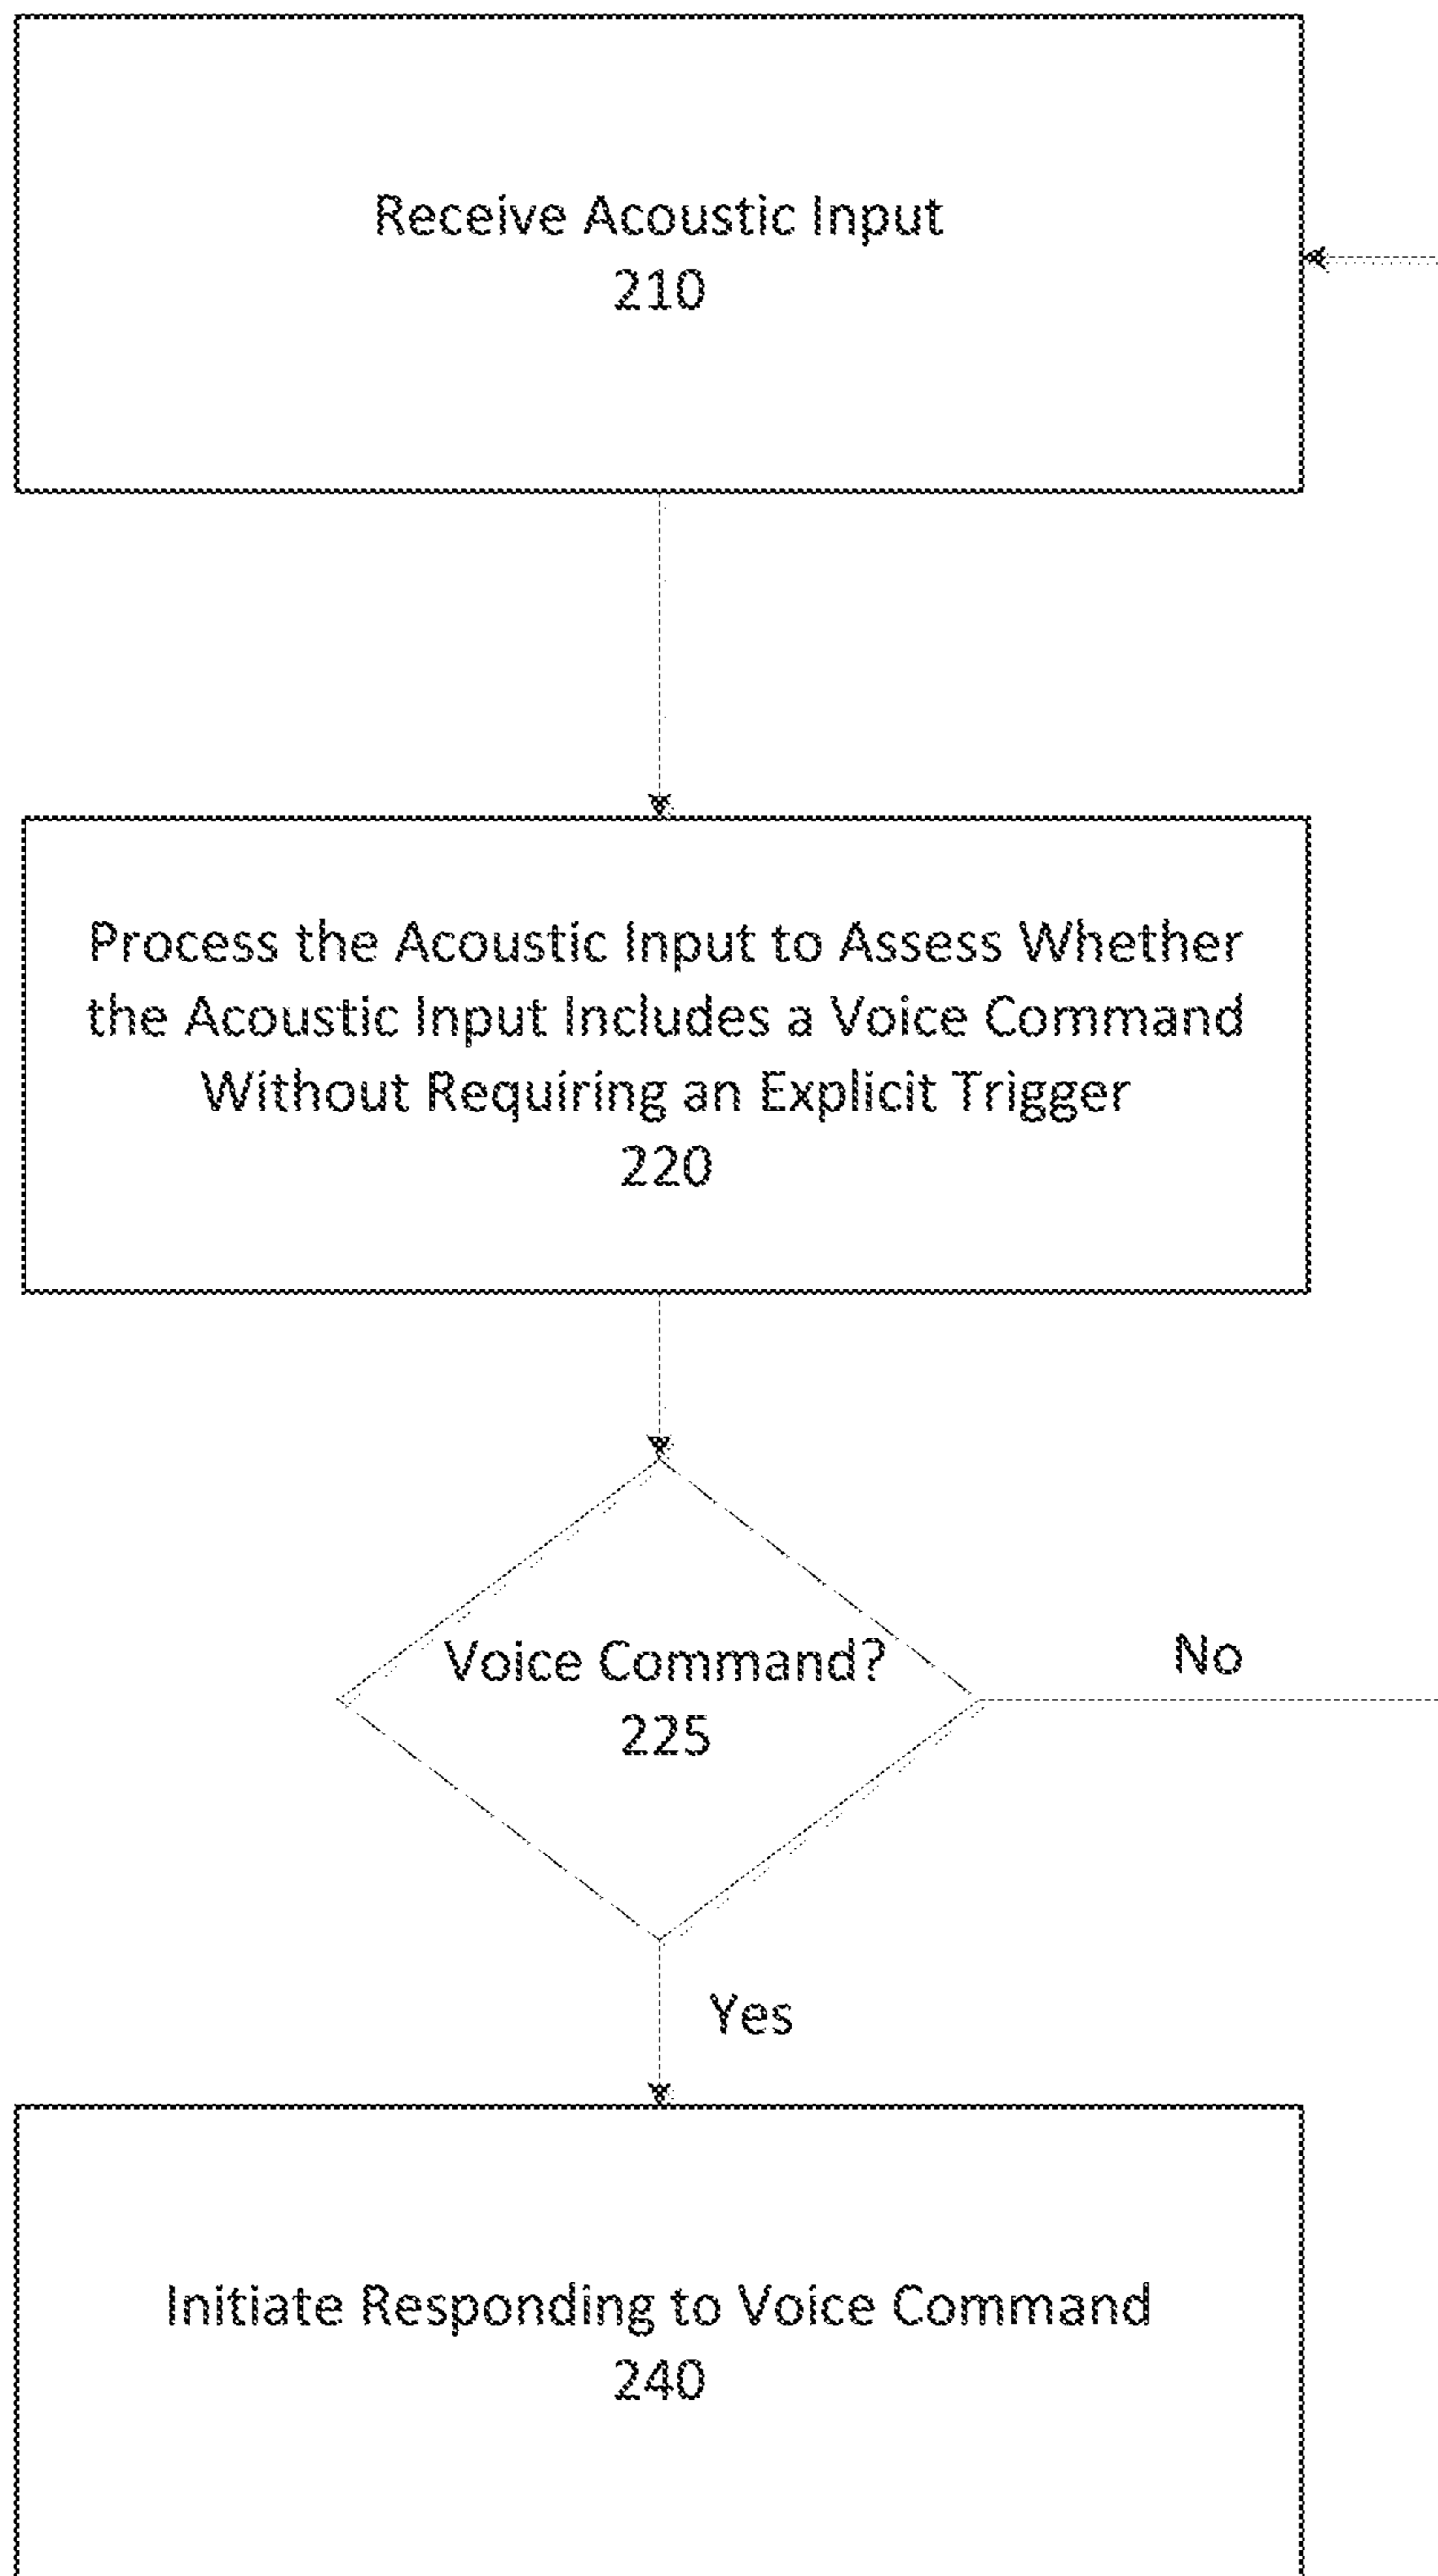 Receive Acoustic Input
210
Process the Acoustic Input to Assess Whether
the Acoustic Input Includes a Voice Command
Without Requiring an Explicit Trigger
220
Voice Command?
225
No
Yes
Initiate Responding to Voice Command
240